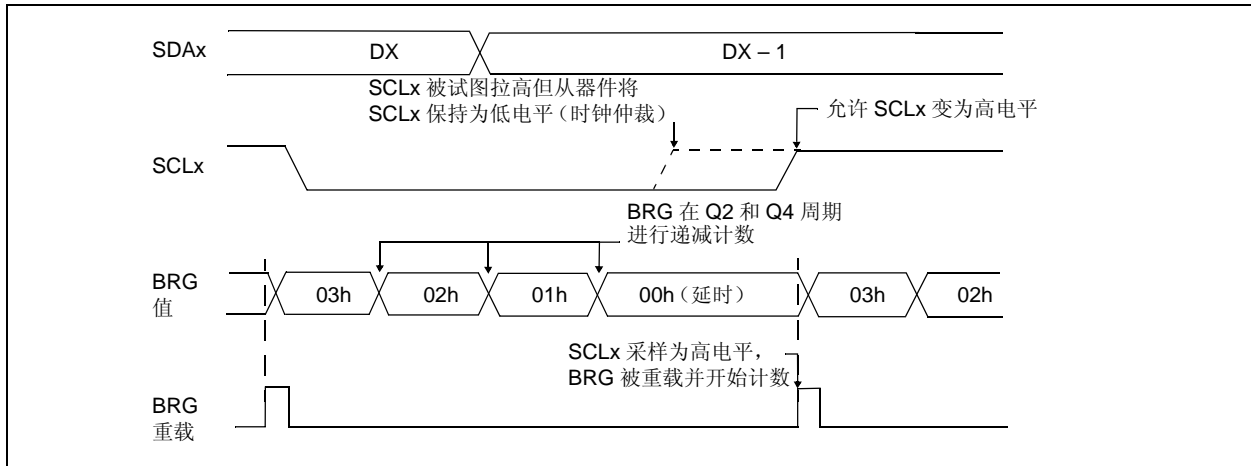 SDAx
DX
DX – 1
SCLx 被试图拉高但从器件将
SCLx 保持为低电平（时钟仲裁）
允许 SCLx 变为高电平
SCLx
BRG 在 Q2 和 Q4 周期
进行递减计数
BRG
值
03h
02h
01h
00h（延时）
03h
02h
SCLx 采样为高电平，
BRG 被重载并开始计数
BRG
重载